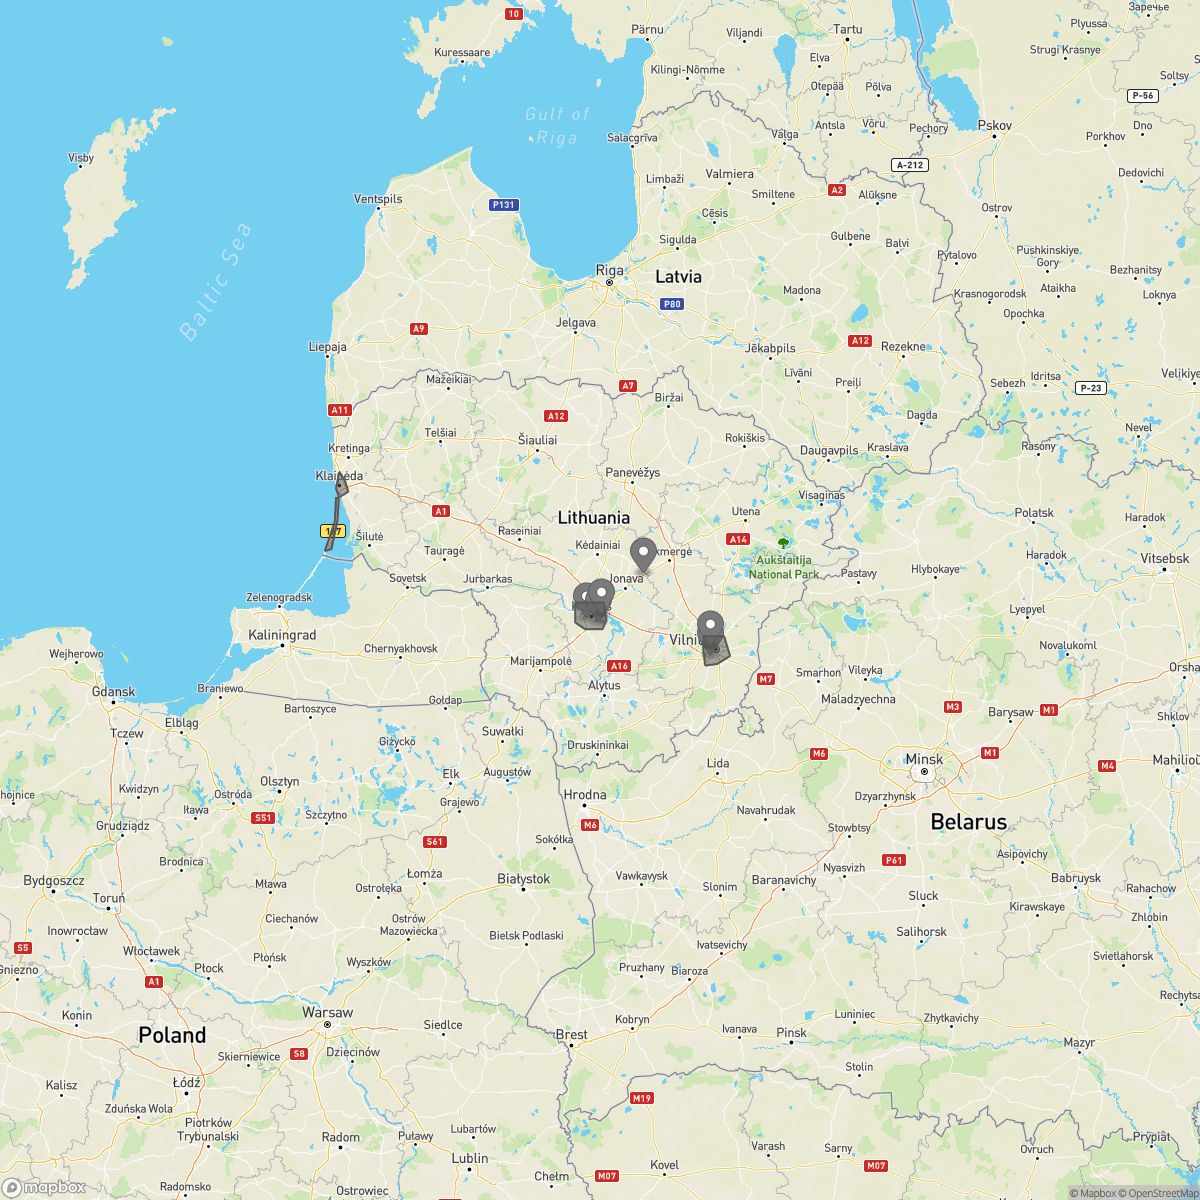 Zaręczye
10
Pärnu
Viljandi
Tartu
Plyussa
Kuressaare
Elva
Strugi Krasnye
Kilingi-Nõmme
Otepää
Põlva
Soltsy
P-56
Gulf of
Riga
Salacgrīva
Valga
Antsla
Võru
Pechory
Pskov
Dno
Porkhov
Visby
A-212
Dedovichi
Valmiera
Limbaži
A2
Smiltene
Alūksne
Ventspils
P131
Cēsis
Ostrov
Sigulda
Gulbene
Balvi
Pytalovo
Pushkinskiye
Gory
Bezhanitsy
Baltic Sea
Riga
Latvia
Madona
Krasnogorodsk
Ataikha
Loknya
P80
Opochka
A9
Jelgava
Liepaja
Jēkabpils
A12
Rezekne
Mažeikiai
A7
Līvāni
Preiļi
Sebezh
Idritsa
P-23
Velikiye
A11
A12
Biržai
Dagda
Nevel
Telšiai
Šiauliai
Rokiškis
Daugavpils
Kraslava
Rasony
Kretinga
Klaipėda
Panevėžys
Ezyaryshcha
Visaginas
A1
Lithuania
Utena
Polatsk
Haradok
Raseiniai
A14
Šilutė
Kėdainiai
Tauragė
Aukštaitija
National Park
Haradok
Vitsebsk
Sovetsk
Jurbarkas
Jonava
Pastavy
Hlybokaye
Zelenogradsk
Lyepyel
Kaliningrad
Wejherowo
Chernyakhovsk
Vilnius
Novalukoml
Marijampolė
A16
M7
Smarhon
Vileyka
Orsha
Gdansk
Braniewo
Gołdap
Alytus
Maladzyechna
M3
M1
Bartoszyce
Barysaw
Shklov
Tczew
Elbląg
Suwałki
Giżycko
Druskininkai
M6
M1
Lida
Minsk
M4
Mahilioŭ
Olsztyn
Ełk
Augustów
Kwidzyn
Ostróda
Hrodna
Dzyarzhynsk
Grajewo
Iława
S51
Szczytno
M6
Navahrudak
Stowbtsy
Belarus
Grudziądz
S61
Sokółka
P61
Asipovichy
Brodnica
Łomża
Białystok
Vawkavysk
Nyasvizh
Bydgoszcz
Mława
Ostrołęka
Slonim
Baranavichy
Babruysk
Rahachow
Toruń
Sluck
Kirawskaye
Ciechanów
Ostrów
Mazowiecka
Zhlobin
Inowrocław
Bielsk Podlaski
Salihorsk
S5
Włocławek
Płońsk
Ivatsevichy
Gniezno
A1
Płock
Wyszków
Pruzhany
Biaroza
Svietlahorsk
Rechytsa
Konin
Warsaw
Siedlce
Kobryn
Luniniec
Zhytkavichy
Poland
Brest
Ivanava
Pinsk
Skierniewice
S8
Dziecinów
Mazyr
Stolin
Kalisz
Łódź
M19
Zduńska Wola
Piotrków
Trybunalski
Radom
Puławy
Lubartów
Varash
Sarny
Ovruch
Prypiat
Lublin
Chełm
M07
Kovel
M07
Radomsko
Ostrowiec
mapbox
© Mapbox © OpenStreetMap